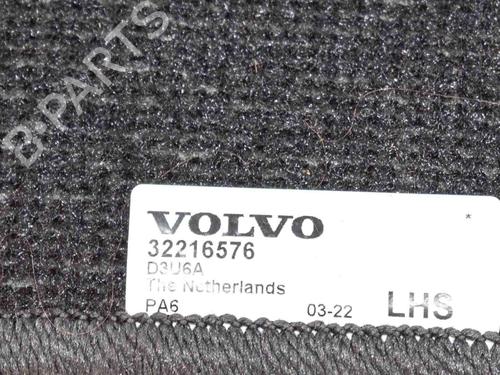 B-PARTS
VOLVO *
32216576
D3U6A
The Netherlands
PA6 03-22 LHS